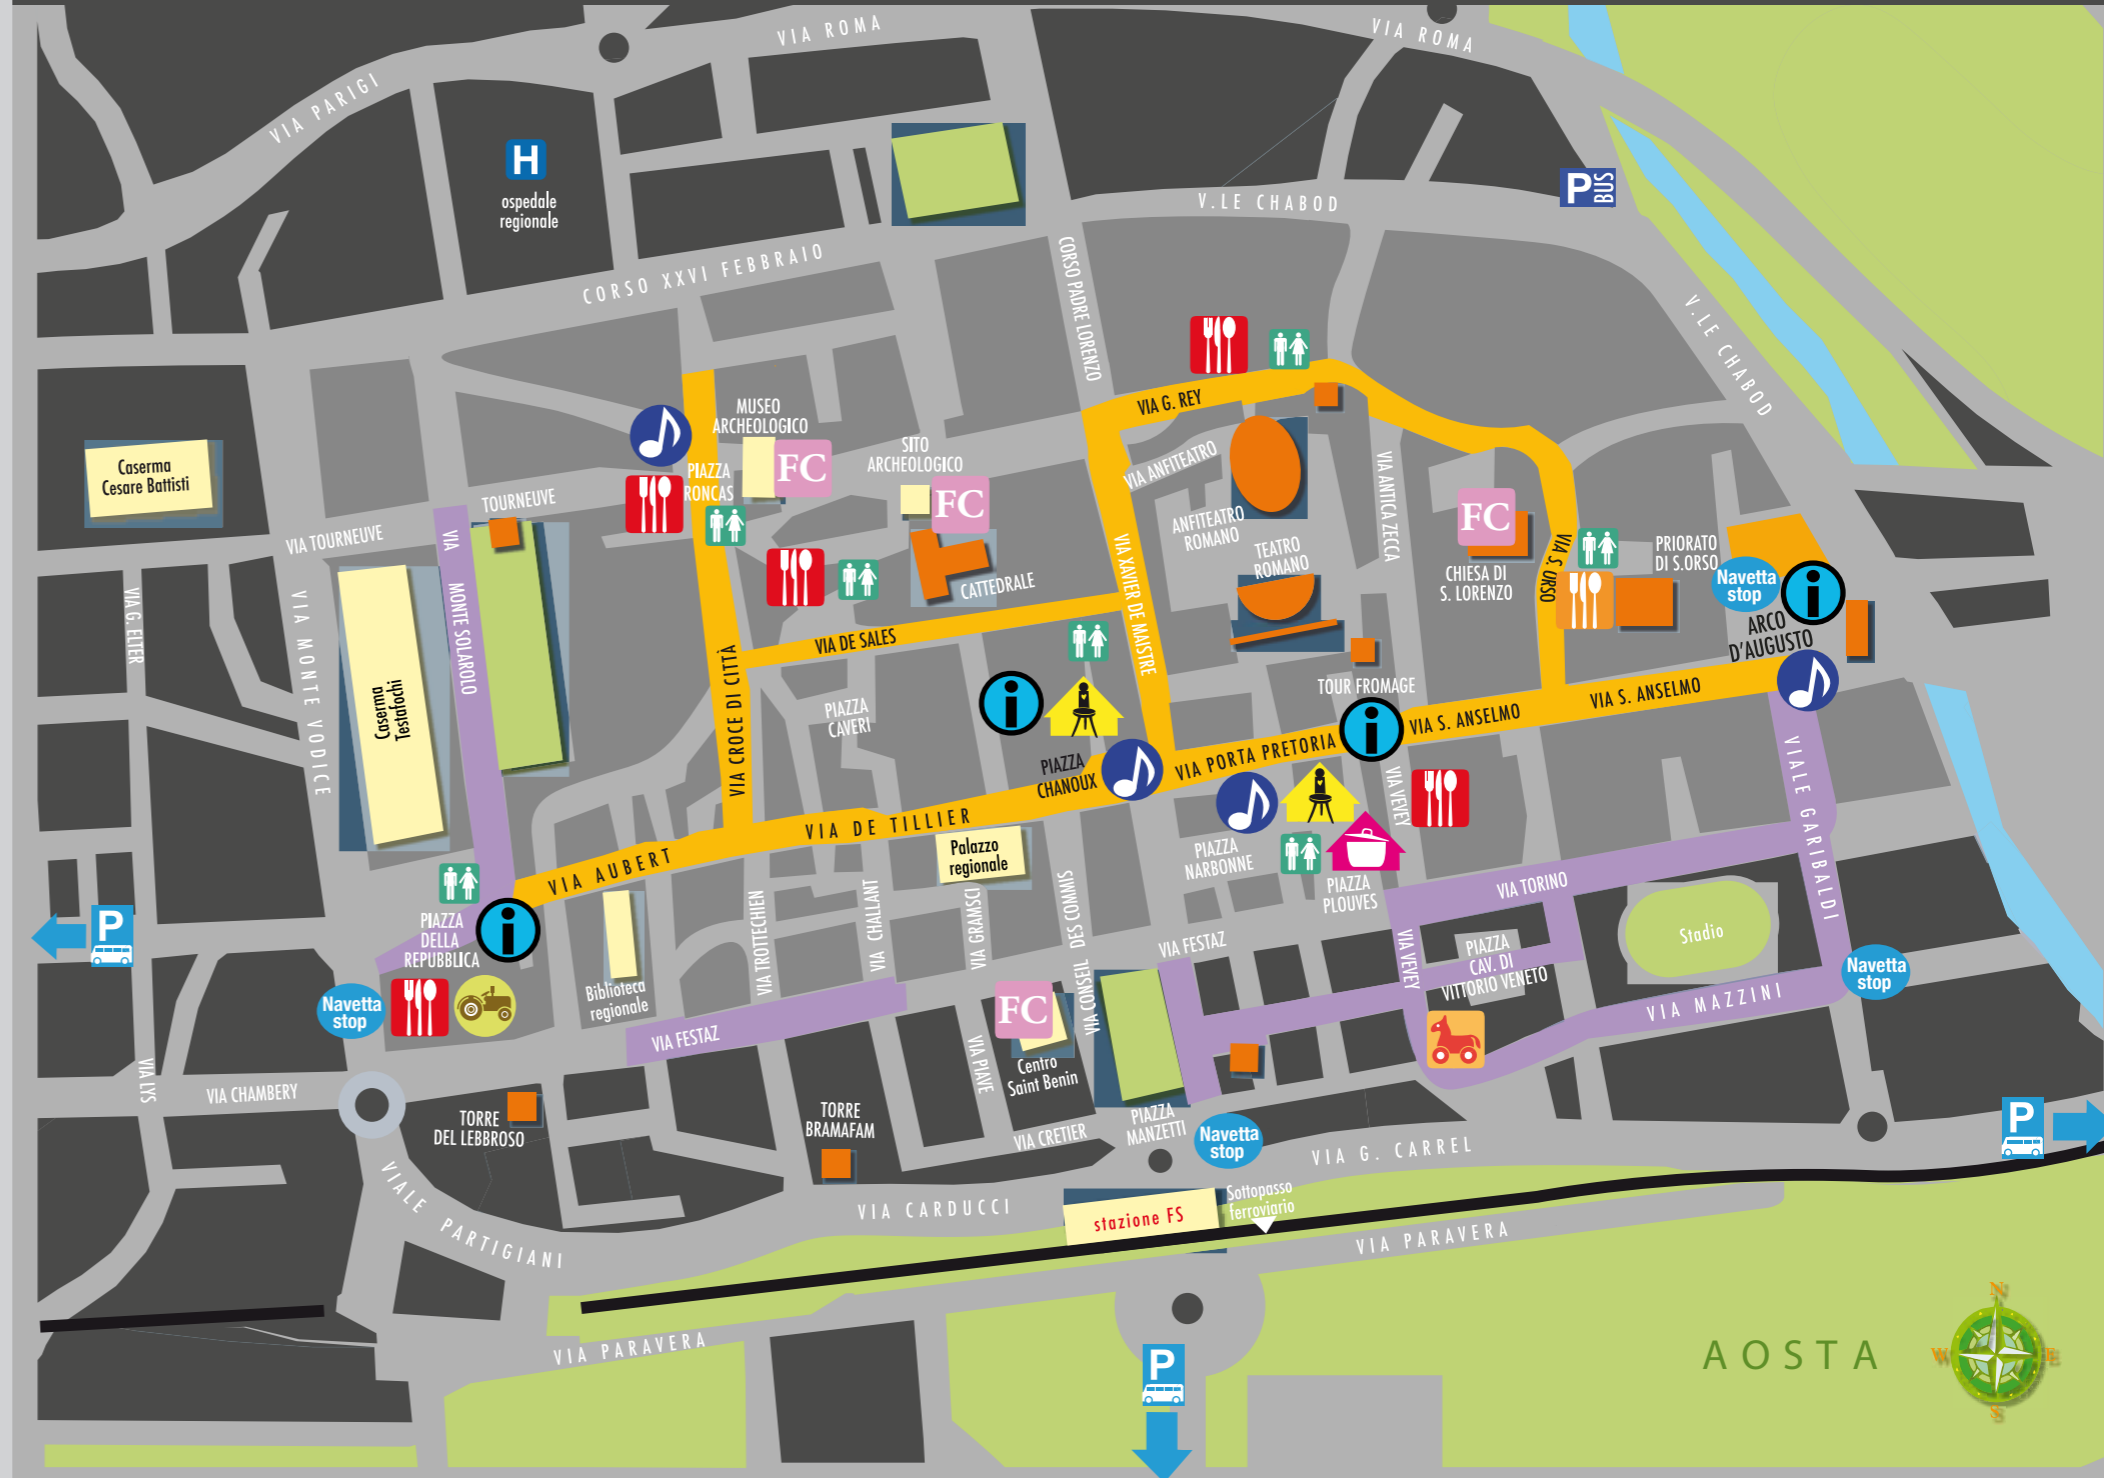 VIA ROMA
VIA ROMA
VIA PARIGI
H
ospedale
regionale
V.LE CHABOD
P BUS
CORSO XXVI FEBBRAIO
CORSO PADRE LORENZO
V.LE CHABOD
MUSEO
ARCHEOLOGICO
FC
SITO
ARCHEOLOGICO
FC
VIA G. REY
VIA ANFITEATRO
VIA ANTICA ZECCA
Caserma
Cesare Battisti
PIAZZA
RONCAS
TOURNEUVE
VIA TOURNEUVE
VIA
MONTE SOLAROLO
ANFITEATRO
ROMANO
TEATRO
ROMANO
FC
CHIESA DI
S. LORENZO
VIA S. ORSO
PRIORATO
DI S.ORSO
Navetta
stop
i
ARCO
D'AUGUSTO
CATTEDRALE
VIA XAVIER DE MAISTRE
VIA G. ELTER
VIA MONTE VODICE
Caserma
Testafochi
VIA DE SALES
VIA CROCE DI CITTÀ
PIAZZA
CAVERI
i
TOUR FROMAGE
i
VIA S. ANSELMO
VIA S. ANSELMO
VIA PORTA PRETORIA
PIAZZA
CHANOUX
VIA DE TILLIER
VIA AUBERT
Palazzo
regionale
VIA VEVEY
PIAZZA
NARBONNE
PIAZZA
PLOUVES
VIALE GARIBALDI
VIA TORINO
Stadio
PIAZZA
CAV. DI
VITTORIO VENETO
VIA VEVEY
VIA MAZZINI
Navetta
stop
P
PIAZZA
DELLA
REPUBBLICA
i
Navetta
stop
Biblioteca
regionale
VIA TROTTECHIEN
VIA CHALLANT
VIA GRAMSCI
VIA CONSEIL DES COMMIS
VIA FESTAZ
VIA FESTAZ
FC
Centro
Saint Benin
VIA PIAVE
VIA CRETIER
PIAZZA
MANZETTI
Navetta
stop
VIA LYS
VIA CHAMBERY
TORRE
DEL LEBBROSO
TORRE
BRAMAFAM
VIA G. CARREL
P
VIALE PARTIGIANI
VIA CARDUCCI
stazione FS
Sottopasso
ferroviario
VIA PARAVERA
VIA PARAVERA
P
AOSTA
N
W
E
S